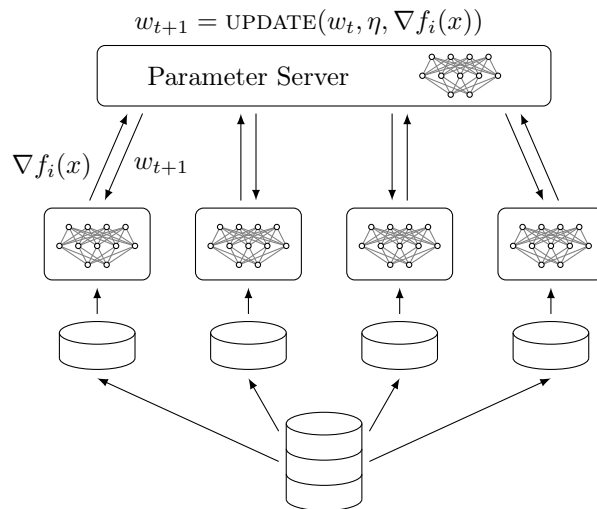 w_{t+1} = UPDATE(w_t, η, ∇f_i(x))
Parameter Server
∇f_i(x) w_{t+1}